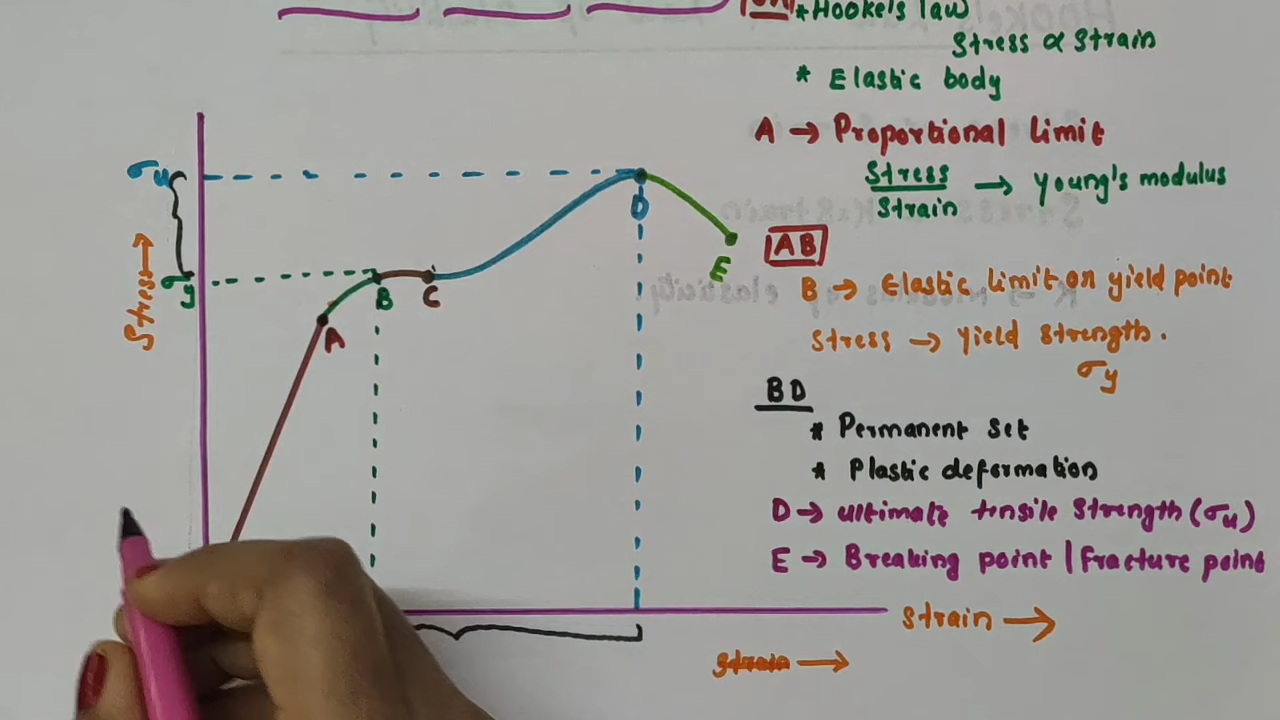 * Hooke's law
Stress ∝ Strain
* Elastic body
A → Proportional limit
Stress
Strain
→ Young's modulus
AB
B → Elastic limit or yield point
Stress → Yield strength.
σy
BD
* Permanent set
* Plastic deformation
D → ultimate tensile strength (σu)
E → Breaking point | Fracture point
σu
σy
Stress →
A
B
C
D
E
Strain →
Strain →